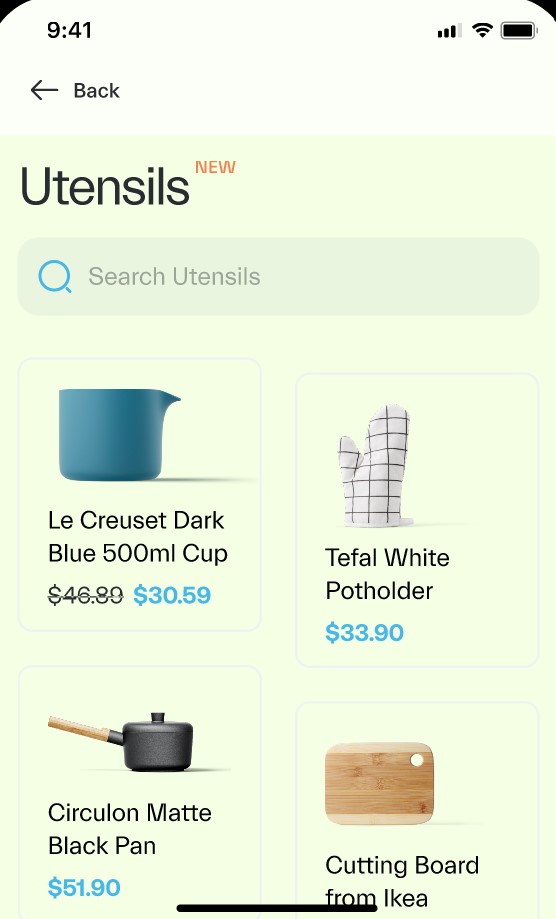 9:41
Back
Utensils NEW
Search Utensils
Le Creuset Dark
Blue 500ml Cup
$46.89 $30.59
Tefal White
Potholder
$33.90
Circulon Matte
Black Pan
$51.90
Cutting Board
from Ikea